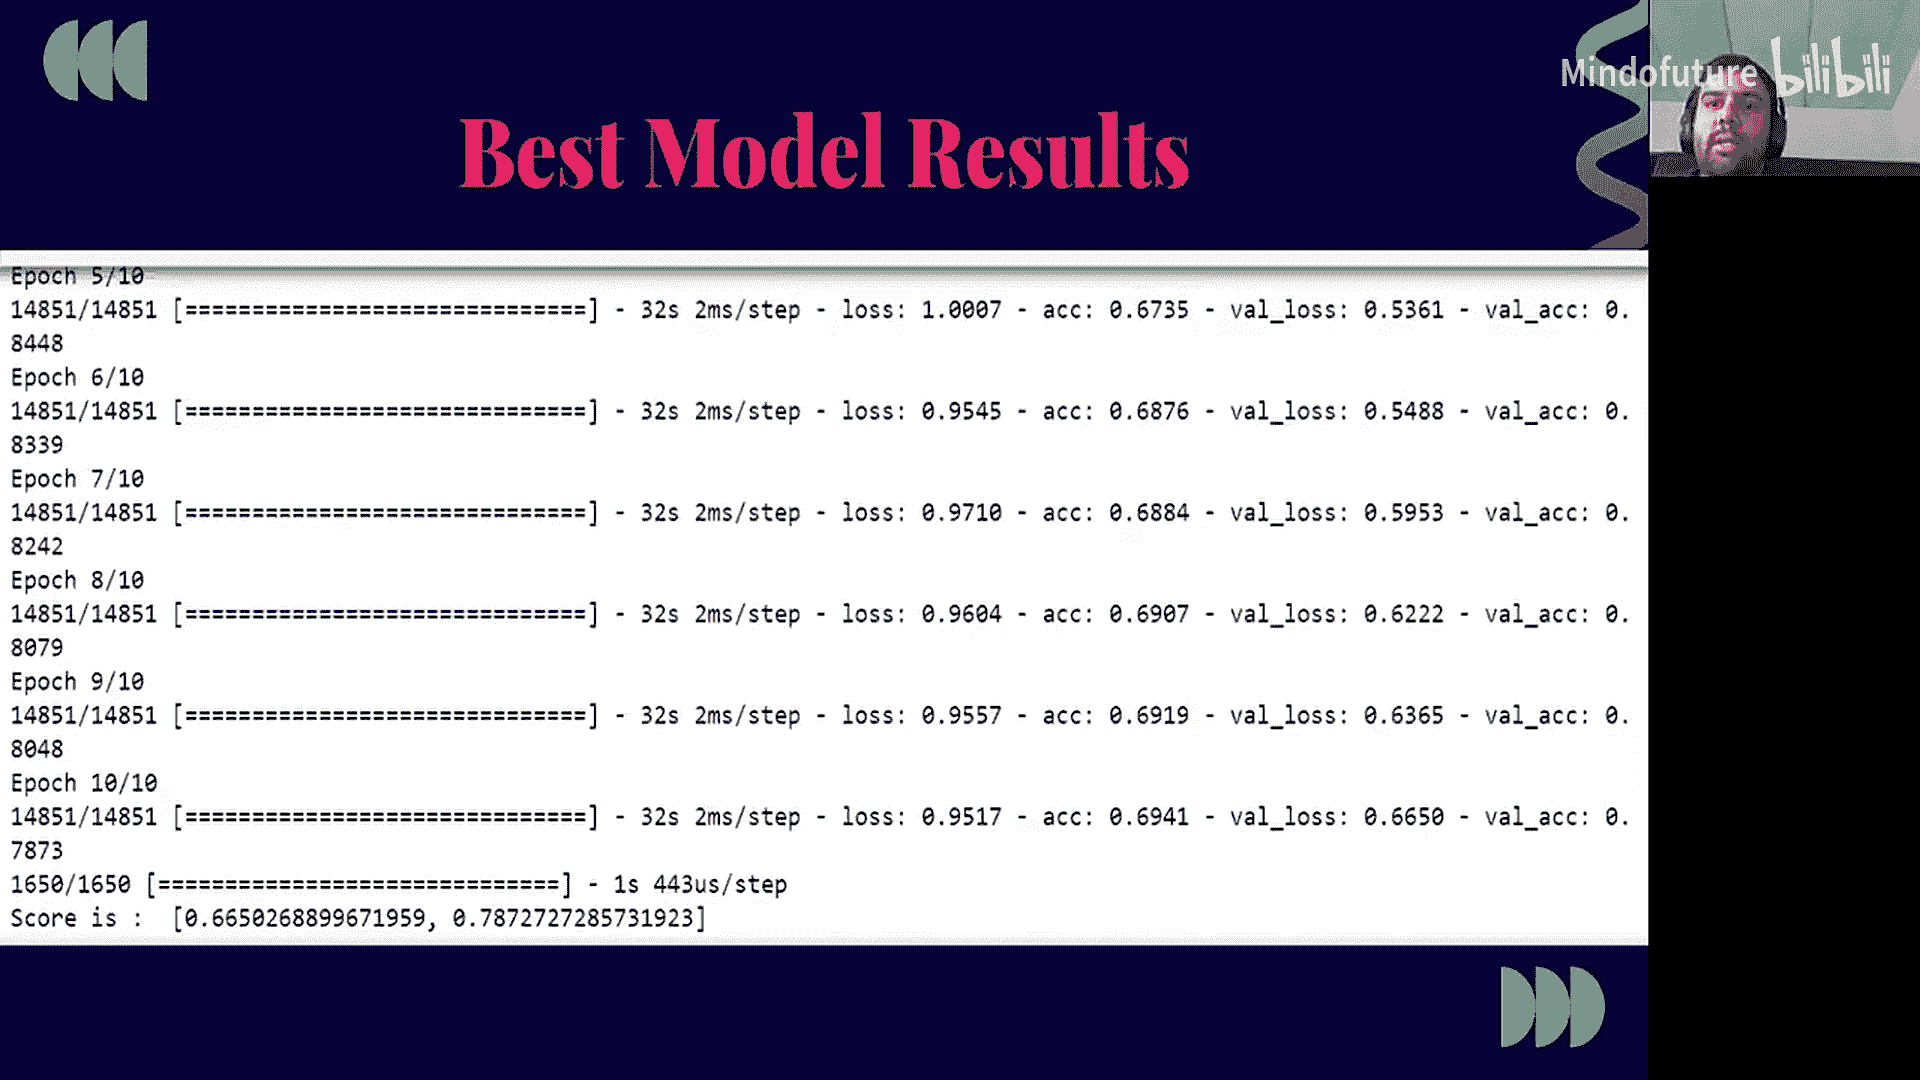 Mindofuture bilibili
Best Model Results
Epoch 5/10
14851/14851 [==============================] - 32s 2ms/step - loss: 1.0007 - acc: 0.6735 - val_loss: 0.5361 - val_acc: 0.
8448
Epoch 6/10
14851/14851 [==============================] - 32s 2ms/step - loss: 0.9545 - acc: 0.6876 - val_loss: 0.5488 - val_acc: 0.
8339
Epoch 7/10
14851/14851 [==============================] - 32s 2ms/step - loss: 0.9710 - acc: 0.6884 - val_loss: 0.5953 - val_acc: 0.
8242
Epoch 8/10
14851/14851 [==============================] - 32s 2ms/step - loss: 0.9604 - acc: 0.6907 - val_loss: 0.6222 - val_acc: 0.
8079
Epoch 9/10
14851/14851 [==============================] - 32s 2ms/step - loss: 0.9557 - acc: 0.6919 - val_loss: 0.6365 - val_acc: 0.
8048
Epoch 10/10
14851/14851 [==============================] - 32s 2ms/step - loss: 0.9517 - acc: 0.6941 - val_loss: 0.6650 - val_acc: 0.
7873
1650/1650 [==============================] - 1s 443us/step
Score is :  [0.6650268899671959, 0.7872727285731923]